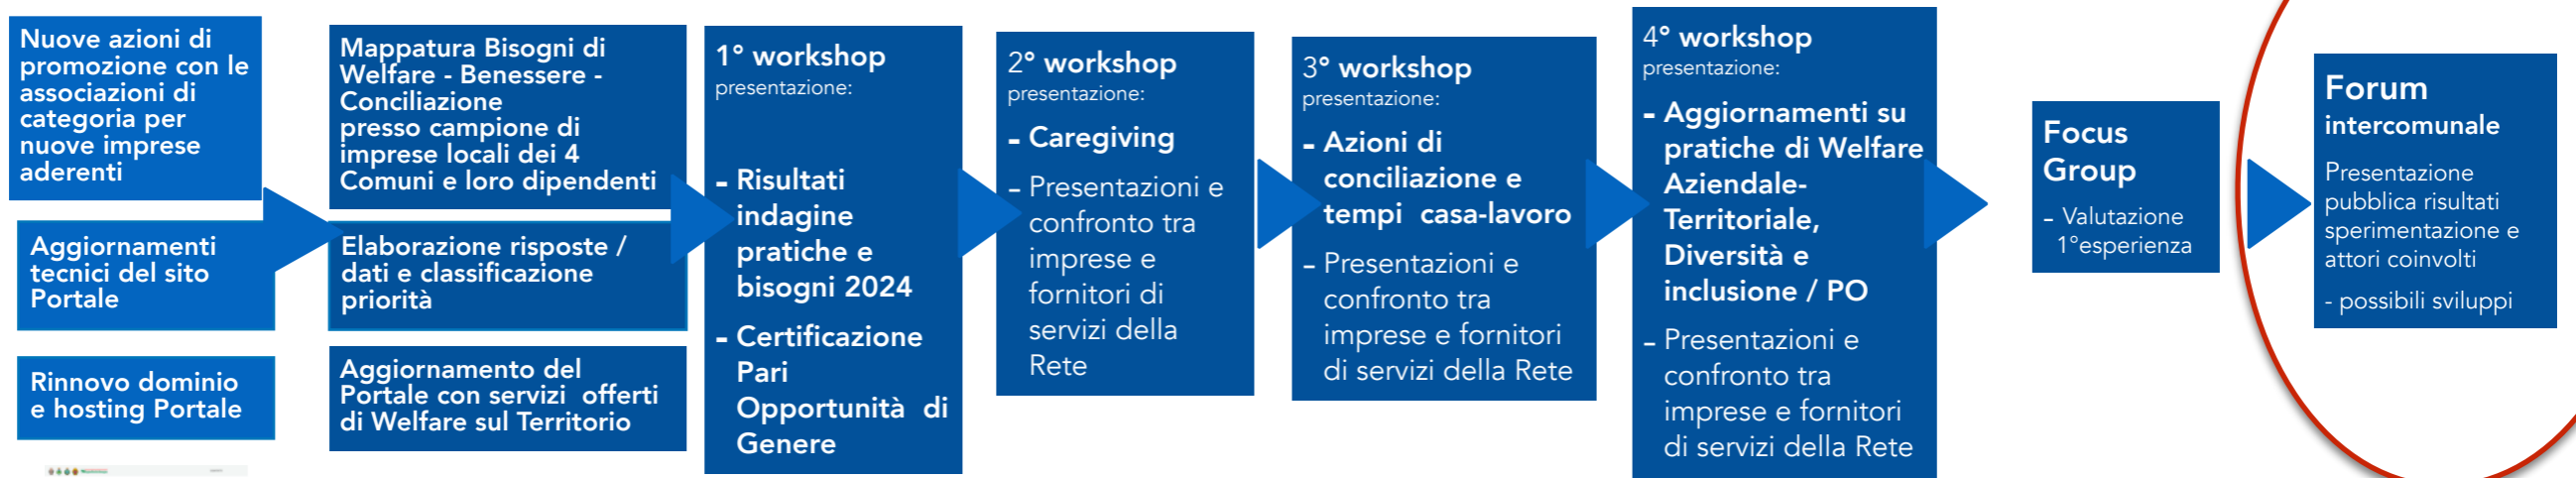 Nuove azioni di
promozione con le
associazioni di
categoria per
nuove imprese
aderenti
Aggiornamenti
tecnici del sito
Portale
Rinnovo dominio
e hosting Portale
Mappatura Bisogni di
Welfare - Benessere -
Conciliazione
presso campione di
imprese locali dei 4
Comuni e loro dipendenti
Elaborazione risposte /
dati e classificazione
priorità
Aggiornamento del
Portale con servizi offerti
di Welfare sul Territorio
1° workshop
presentazione:
- Risultati
indagine
pratiche e
bisogni 2024
- Certificazione
Pari
Opportunità di
Genere
2° workshop
presentazione:
- Caregiving
- Presentazioni e
confronto tra
imprese e
fornitori di
servizi della
Rete
3° workshop
presentazione:
- Azioni di
conciliazione e
tempi casa-lavoro
- Presentazioni e
confronto tra
imprese e fornitori
di servizi della Rete
4° workshop
presentazione:
- Aggiornamenti su
pratiche di Welfare
Aziendale-
Territoriale,
Diversità e
inclusione / PO
- Presentazioni e
confronto tra
imprese e fornitori
di servizi della Rete
Focus
Group
- Valutazione
1°esperienza
Forum
intercomunale
Presentazione
pubblica risultati
sperimentazione e
attori coinvolti
- possibili sviluppi